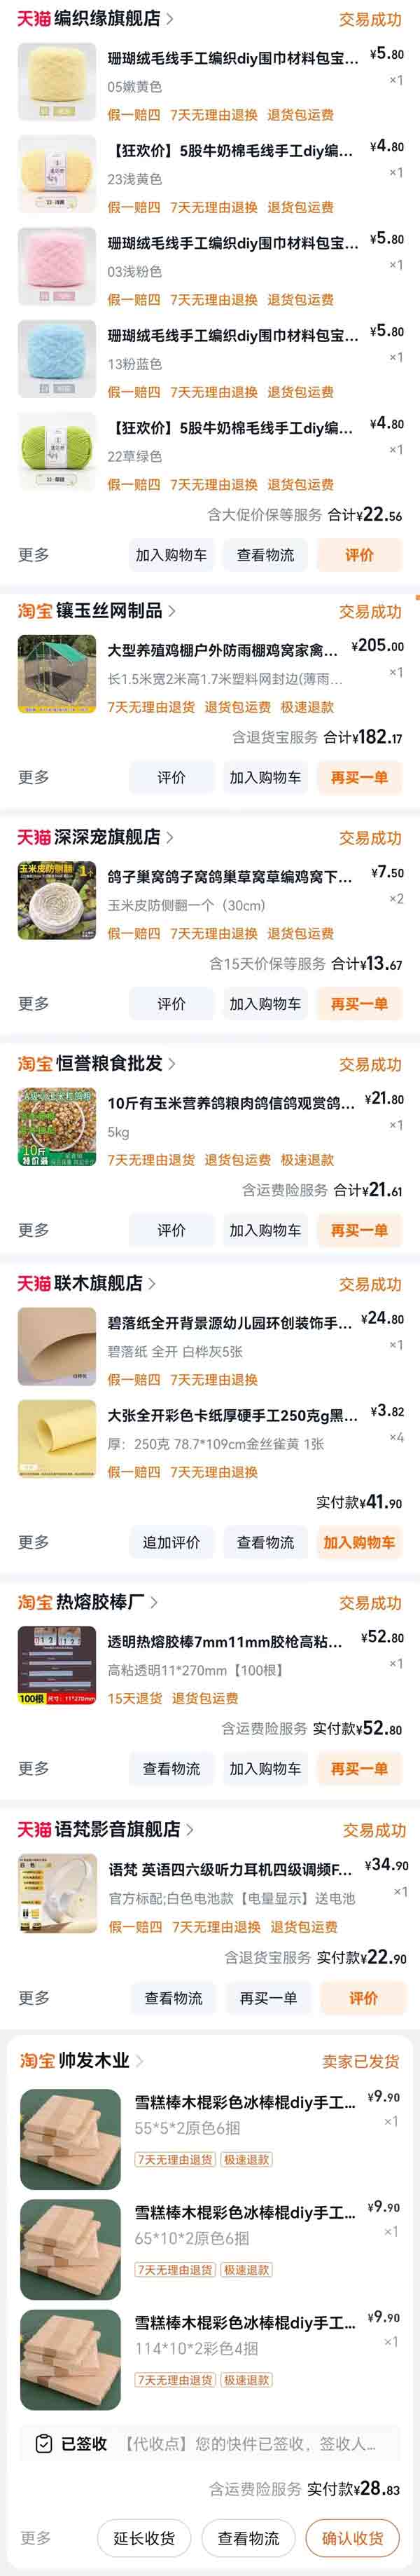 天猫 编织缘旗舰店
交易成功
珊瑚绒毛线手工编织diy围巾材料包宝...
¥5.80
05嫩黄色
×1
假一赔四 7天无理由退换 退货包运费
【狂欢价】5股牛奶棉毛线手工diy编...
¥4.80
23浅黄色
×1
假一赔四 7天无理由退换 退货包运费
珊瑚绒毛线手工编织diy围巾材料包宝...
¥5.80
03浅粉色
×1
假一赔四 7天无理由退换 退货包运费
珊瑚绒毛线手工编织diy围巾材料包宝...
¥5.80
13粉蓝色
×1
假一赔四 7天无理由退换 退货包运费
【狂欢价】5股牛奶棉毛线手工diy编...
¥4.80
22草绿色
×1
假一赔四 7天无理由退换 退货包运费
含大促价保等服务 合计¥22.56
更多 加入购物车 查看物流 评价
淘宝 镶玉丝网制品
交易成功
大型养殖鸡棚户外防雨棚鸡窝家禽...
¥205.00
长1.5米宽2米高1.7米塑料网封边(薄雨...
×1
7天无理由退货 退货包运费 极速退款
含退货宝服务 合计¥182.17
更多 评价 加入购物车 再买一单
天猫 深深宠旗舰店
交易成功
玉米皮防侧翻 1个
鸽子巢窝鸽子窝鸽巢草窝草编鸡窝下...
¥7.50
玉米皮防侧翻一个（30cm）
×2
假一赔四 7天无理由退换 退货包运费
含15天价保等服务 合计¥13.67
更多 评价 加入购物车 再买一单
淘宝 恒誉粮食批发
交易成功
10斤有玉米营养鸽粮肉鸽信鸽观赏鸽...
¥21.80
5kg
×1
10斤
特价装
7天无理由退货 退货包运费 极速退款
含运费险服务 合计¥21.61
更多 评价 加入购物车 再买一单
天猫 联木旗舰店
交易成功
碧落纸全开背景源幼儿园环创装饰手...
¥24.80
碧落纸 全开 白桦灰5张
×1
假一赔四 7天无理由退换
大张全开彩色卡纸厚硬手工250克g黑...
¥3.82
厚：250克 78.7*109cm金丝雀黄 1张
×4
假一赔四 7天无理由退换
实付款¥41.90
更多 追加评价 查看物流 加入购物车
淘宝 热熔胶棒厂
交易成功
透明热熔胶棒7mm11mm胶枪高粘...
¥52.80
高粘透明11*270mm【100根】
×1
100根 尺寸：11*270mm
15天退货 退货包运费
含运费险服务 实付款¥52.80
更多 查看物流 加入购物车 再买一单
天猫 语梵影音旗舰店
交易成功
语梵 英语四六级听力耳机四级调频F...
¥34.90
官方标配;白色电池款【电量显示】送电池
×1
假一赔四 7天无理由退换 退货包运费
含退货宝服务 实付款¥22.90
更多 查看物流 再买一单 评价
淘宝 帅发木业
卖家已发货
雪糕棒木棍彩色冰棒棍diy手工...
¥9.90
55*5*2原色6捆
×1
7天无理由退货 极速退款
雪糕棒木棍彩色冰棒棍diy手工...
¥9.90
65*10*2原色6捆
×1
7天无理由退货 极速退款
雪糕棒木棍彩色冰棒棍diy手工...
¥9.90
114*10*2彩色4捆
×1
7天无理由退货 极速退款
已签收 【代收点】您的快件已签收，签收人...
含运费险服务 实付款¥28.83
更多 延长收货 查看物流 确认收货